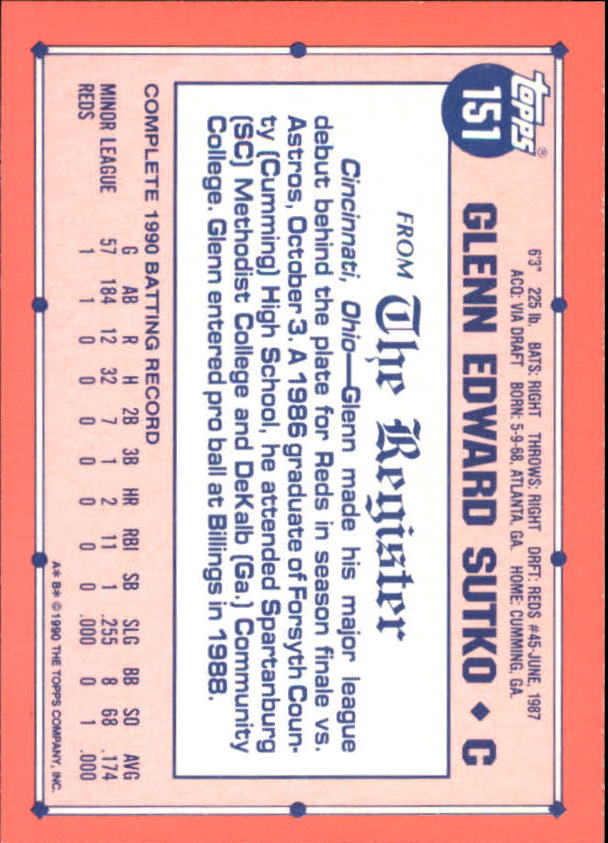 topps®
151
GLENN EDWARD SUTKO ♦ C
6'3" 225 lb. BATS: RIGHT THROWS: RIGHT DRFT: REDS #45-JUNE, 1987
ACQ: VIA DRAFT BORN: 5-9-68, ATLANTA, GA. HOME: CUMMING, GA.
FROM The Register
Cincinnati, Ohio—Glenn made his major league
debut behind the plate for Reds in season finale vs.
Astros, October 3. A 1986 graduate of Forsyth Coun-
ty (Cumming) High School, he attended Spartanburg
(SC) Methodist College and DeKalb (Ga.) Community
College. Glenn entered pro ball at Billings in 1988.
COMPLETE 1990 BATTING RECORD
G AB R H 2B 3B HR RBI SB SLG BB SO AVG
MINOR LEAGUE 57 184 12 32 7 1 2 11 1 .255 8 68 .174
REDS 1 1 0 0 0 0 0 0 0 .000 0 1 .000
A* B* © 1990 THE TOPPS COMPANY, INC.